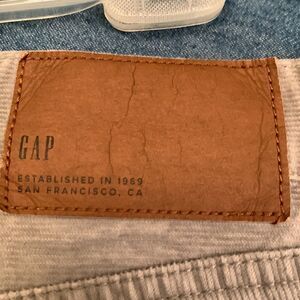 GAP
ESTABLISHED IN 1969
SAN FRANCISCO, CA